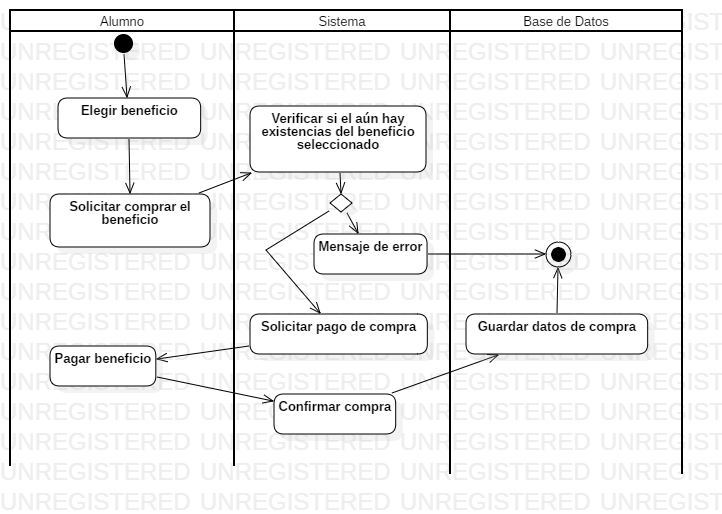 Alumno
Sistema
Base de Datos
Elegir beneficio
Verificar si el aún hay
existencias del beneficio
seleccionado
Solicitar comprar el
beneficio
Mensaje de error
Solicitar pago de compra
Guardar datos de compra
Pagar beneficio
Confirmar compra
UNREGISTERED UNREGISTERED UNREGISTERED UNREGISTERED